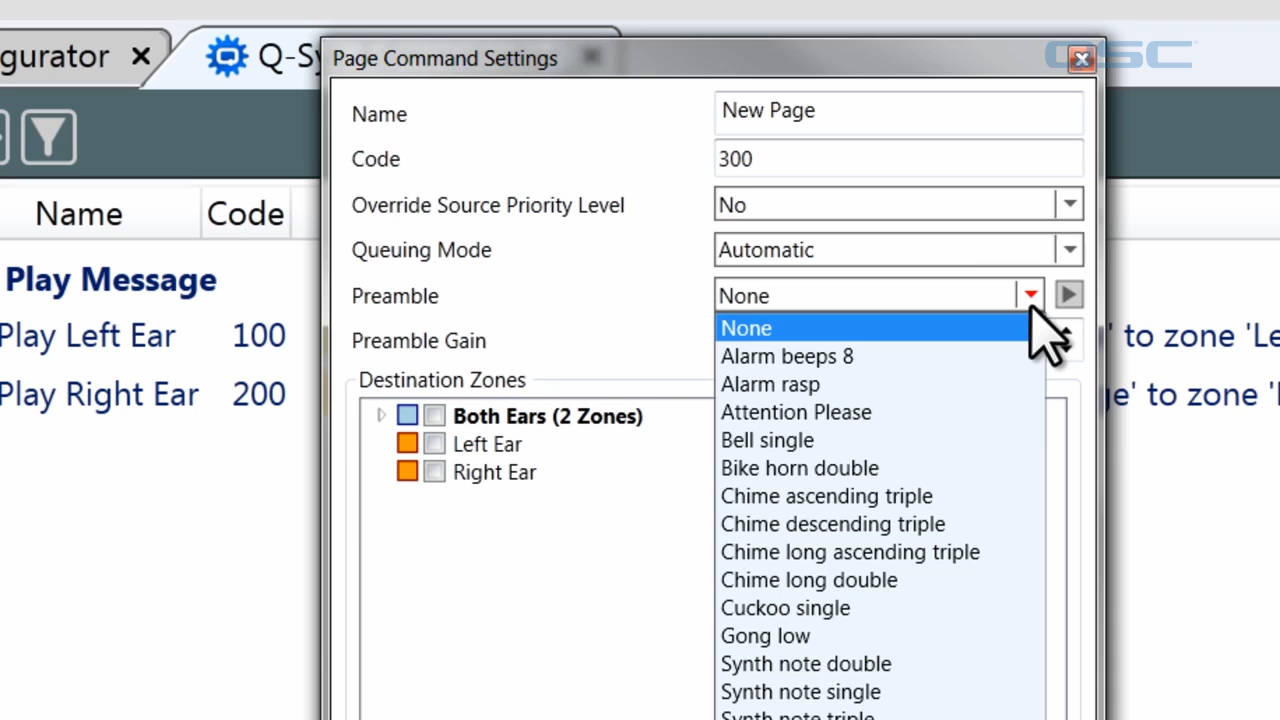 gurator
Q-Sy
Page Command Settings
QSC
Name
New Page
Code
300
Override Source Priority Level
No
Queuing Mode
Automatic
Preamble
None
Preamble Gain
Destination Zones
Both Ears (2 Zones)
Left Ear
Right Ear
None
Alarm beeps 8
Alarm rasp
Attention Please
Bell single
Bike horn double
Chime ascending triple
Chime descending triple
Chime long ascending triple
Chime long double
Cuckoo single
Gong low
Synth note double
Synth note single
Synth note triple
Name Code
Play Message
Play Left Ear 100
' to zone 'Le
Play Right Ear 200
ge' to zone '